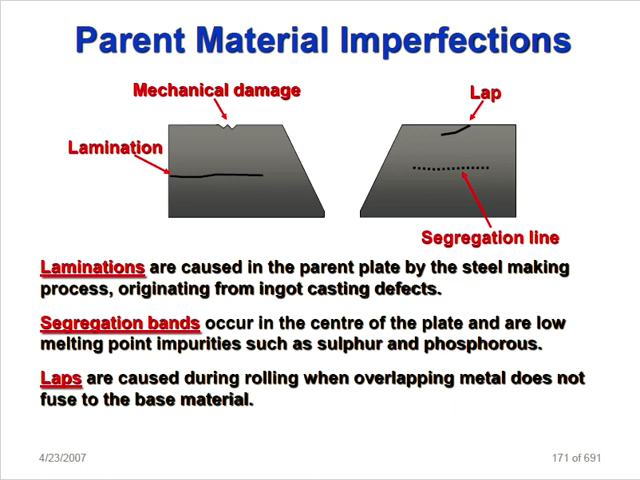 Parent Material Imperfections
Mechanical damage
Lap
Lamination
Segregation line
Laminations are caused in the parent plate by the steel making
process, originating from ingot casting defects.
Segregation bands occur in the centre of the plate and are low
melting point impurities such as sulphur and phosphorous.
Laps are caused during rolling when overlapping metal does not
fuse to the base material.
4/23/2007
171 of 691